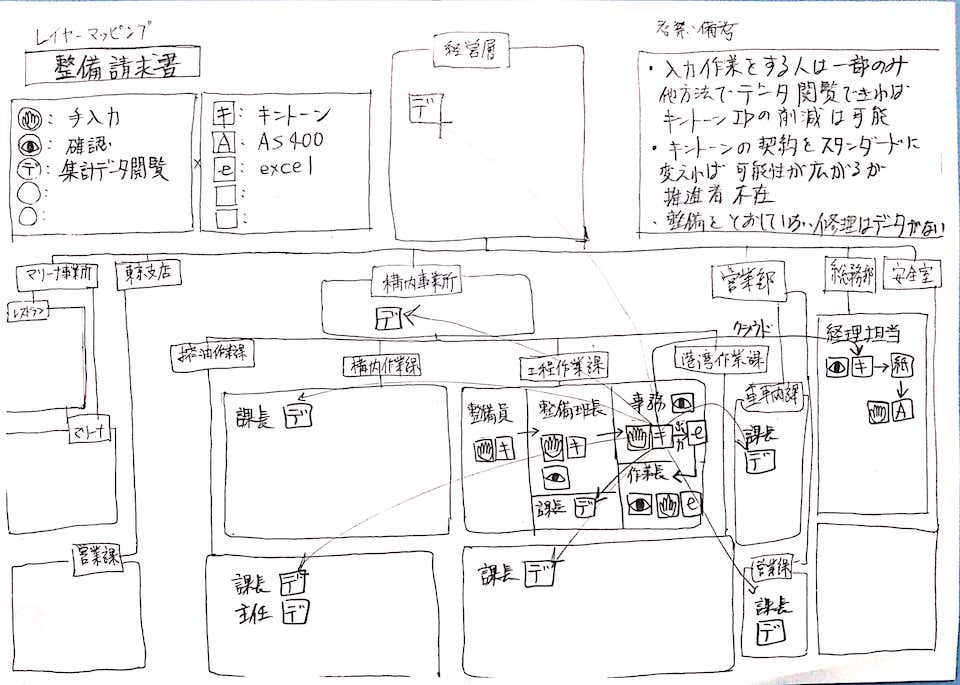 レイヤーマッピング
整備請求書
手入力
確認
デ: 集計データ閲覧
キ: キントーン
A: AS400
e: excel
経営層
デ
備考
・入力作業をする人は一部のみ
他方法でデータ閲覧できれば
キントーンIDの削減は可能
・キントーンの契約をスタンダードに
変えれば可能性が広がるが
推進者不在
・整備をとおしていない修理はデータがない
マリーナ事業所
東京支店
構内事業所
営業部
総務部
安全室
レストラン
デ
クラウド
経理担当
キ
紙
A
作業課
構内作業課
工程作業課
港湾作業課
課長 デ
整備員
キ
整備班長
キ
課長 デ
事務
キ
e
作業長
e
課長
デ
マリーナ
営業課
課長 デ
主任 デ
課長 デ
営業課
課長
デ